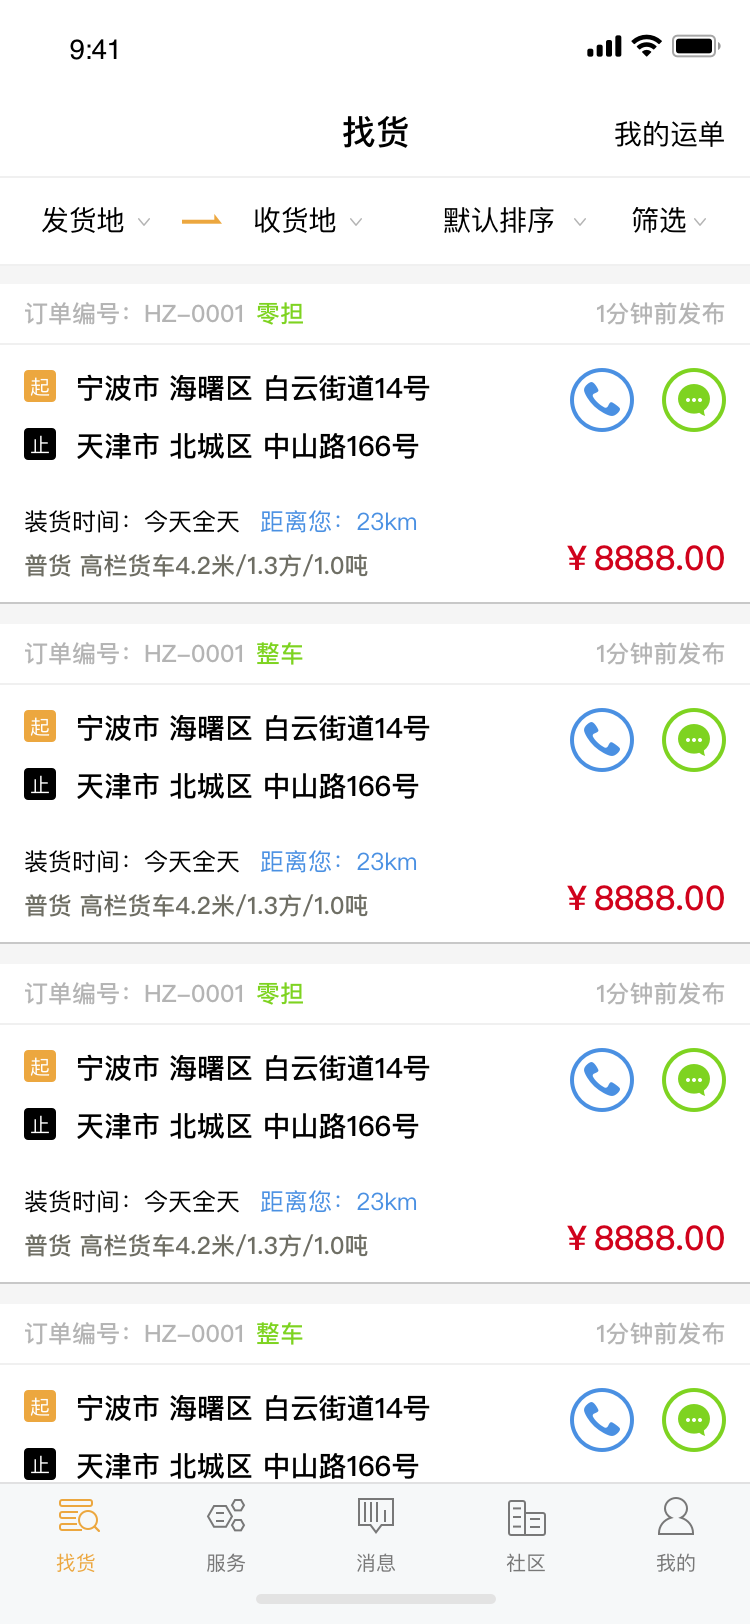 9:41
找货 我的运单
发货地 收货地 默认排序 筛选
订单编号：HZ-0001 零担 1分钟前发布
起 宁波市 海曙区 白云街道14号
止 天津市 北城区 中山路166号
装货时间：今天全天 距离您：23km
普货 高栏货车4.2米/1.3方/1.0吨 ¥8888.00
订单编号：HZ-0001 整车 1分钟前发布
起 宁波市 海曙区 白云街道14号
止 天津市 北城区 中山路166号
装货时间：今天全天 距离您：23km
普货 高栏货车4.2米/1.3方/1.0吨 ¥8888.00
订单编号：HZ-0001 零担 1分钟前发布
起 宁波市 海曙区 白云街道14号
止 天津市 北城区 中山路166号
装货时间：今天全天 距离您：23km
普货 高栏货车4.2米/1.3方/1.0吨 ¥8888.00
订单编号：HZ-0001 整车 1分钟前发布
起 宁波市 海曙区 白云街道14号
止 天津市 北城区 中山路166号
找货 服务 消息 社区 我的